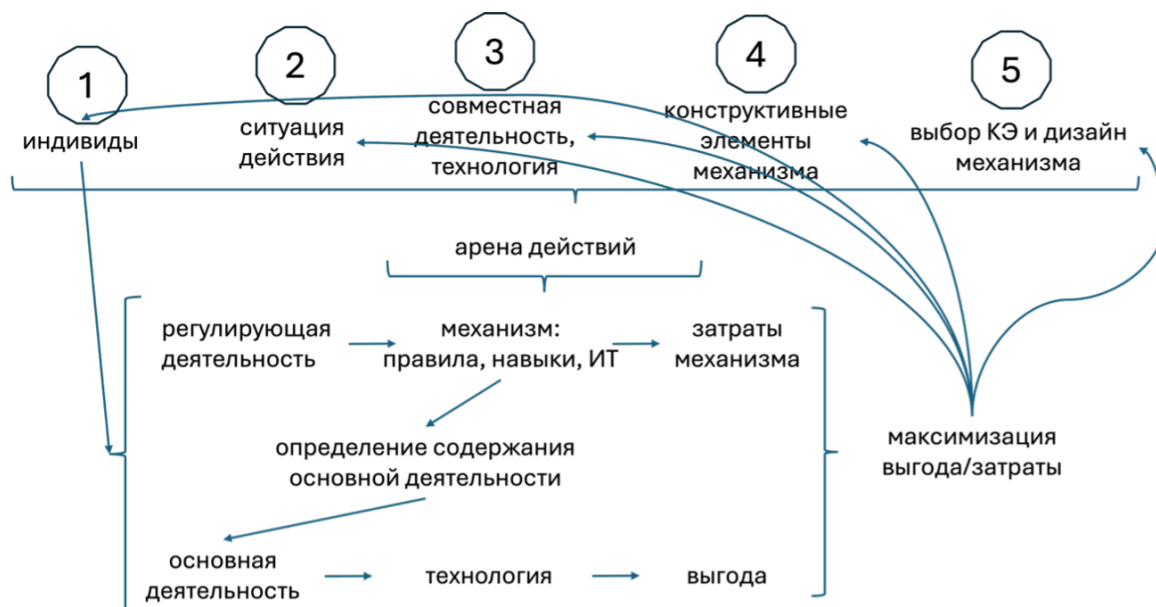 1
2
3
4
5
индивиды
ситуация
действия
совместная
деятельность,
технология
конструктивные
элементы
механизма
выбор КЭ и дизайн
механизма
арена действий
регулирующая
деятельность
механизм:
правила, навыки, ИТ
затраты
механизма
определение содержания
основной деятельности
максимизация
выгода/затраты
основная
деятельность
технология
выгода